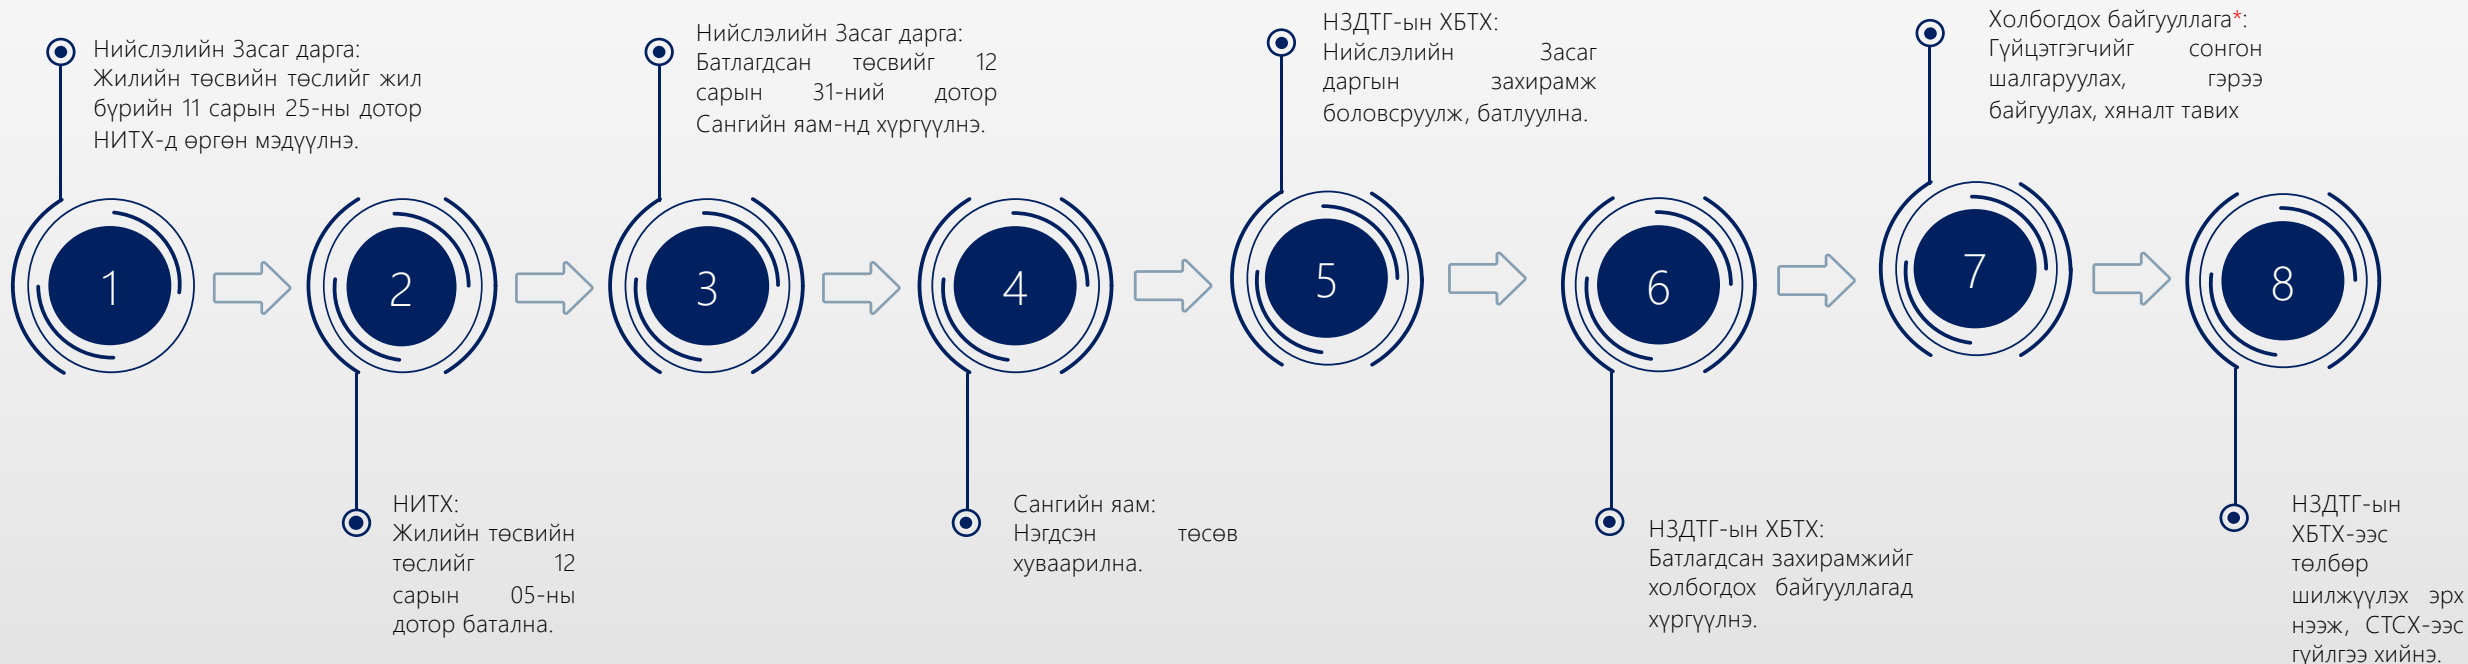 Нийслэлийн Засаг дарга:
Жилийн төсвийн төслийг жил
бүрийн 11 сарын 25-ны дотор
НИТХ-д өргөн мэдүүлнэ.
1
2
НИТХ:
Жилийн төсвийн
төслийг 12
сарын 05-ны
дотор батална.
Нийслэлийн Засаг дарга:
Батлагдсан төсвийг 12
сарын 31-ний дотор
Сангийн яам-нд хүргүүлнэ.
3
4
Сангийн яам:
Нэгдсэн төсөв
хуваарилна.
НЗДТГ-ын ХБТХ:
Нийслэлийн Засаг
даргын захирамж
боловсруулж, батлуулна.
5
6
НЗДТГ-ын ХБТХ:
Батлагдсан захирамжийг
холбогдох байгууллагад
хүргүүлнэ.
Холбогдох байгууллага*:
Гүйцэтгэгчийг сонгон
шалгаруулах, гэрээ
байгуулах, хяналт тавих
7
8
НЗДТГ-ын
ХБТХ-ээс
төлбөр
шилжүүлэх эрх
нээж, СТСХ-ээс
гүйлгээ хийнэ.